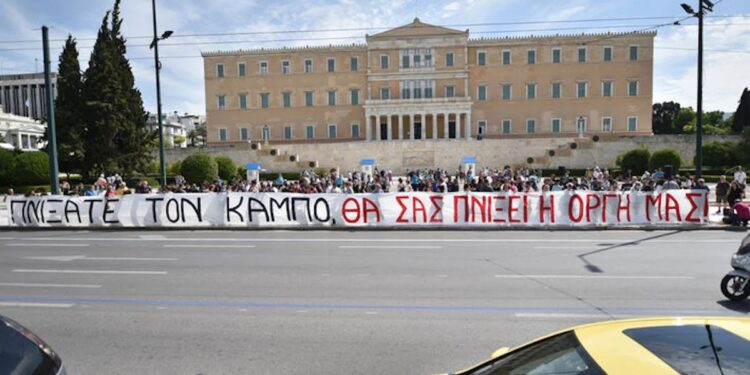 ΠΝΙΞΑΤΕ ΤΟΝ ΚΑΜΠΟ, ΘΑ ΣΑΣ ΠΝΙΞΕΙ Η ΟΡΓΗ ΜΑΣ!